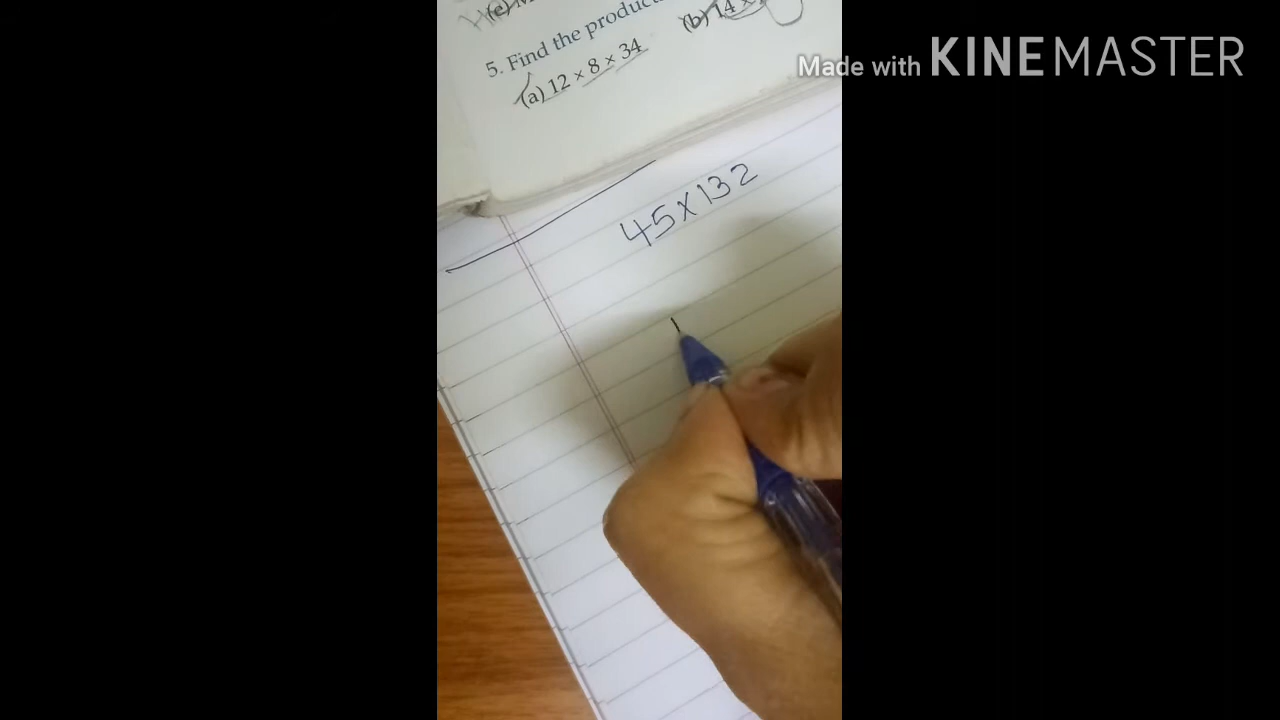 5. Find the product
(a) 12 × 8 × 34
(b) 14 ×
45×132
Made with KINEMASTER